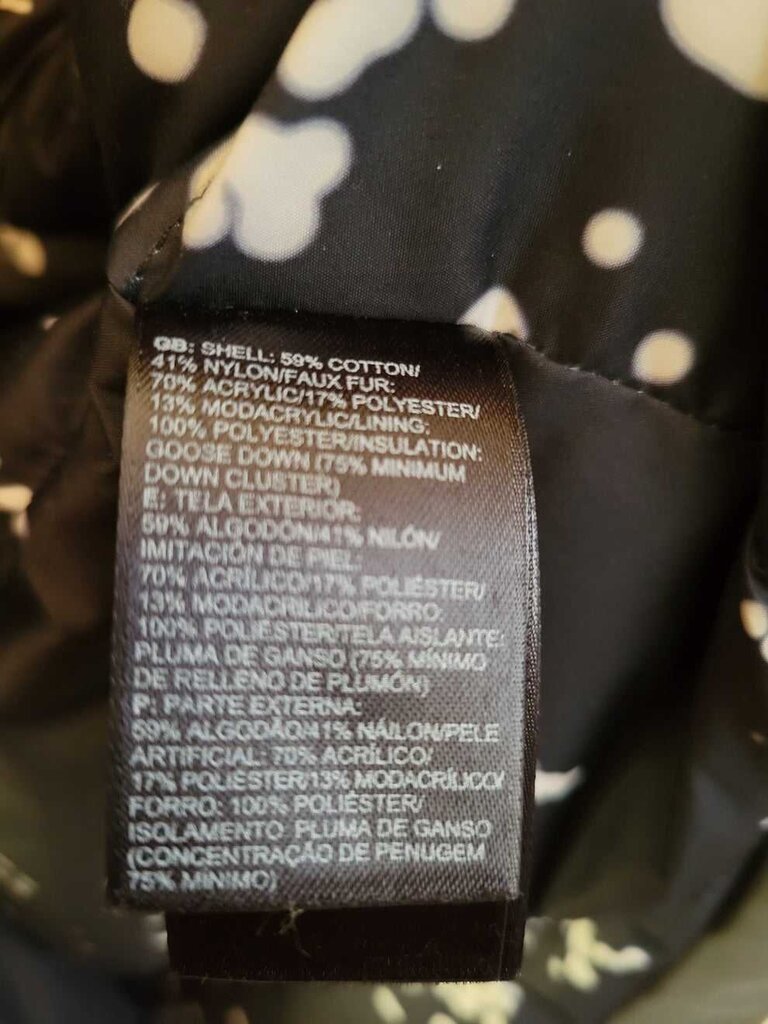 GB: SHELL: 59% COTTON/
41% NYLON/FAUX FUR:
70% ACRYLIC/17% POLYESTER/
13% MODACRYLIC/LINING:
100% POLYESTER/INSULATION:
GOOSE DOWN (75% MINIMUM
DOWN CLUSTER)
E: TELA EXTERIOR:
59% ALGODÓN/41% NILÓN/
IMITACIÓN DE PIEL:
70% ACRÍLICO/17% POLIÉSTER/
13% MODACRILICO/FORRO:
100% POLIÉSTER/TELA AISLANTE:
PLUMA DE GANSO (75% MÍNIMO
DE RELLENO DE PLUMÓN)
P: PARTE EXTERNA:
59% ALGODÃO/41% NÁILON/PELE
ARTIFICIAL: 70% ACRÍLICO/
17% POLIÉSTER/13% MODACRÍLICO/
FORRO: 100% POLIÉSTER/
ISOLAMENTO: PLUMA DE GANSO
(CONCENTRAÇÃO DE PENUGEM
75% MINIMO)